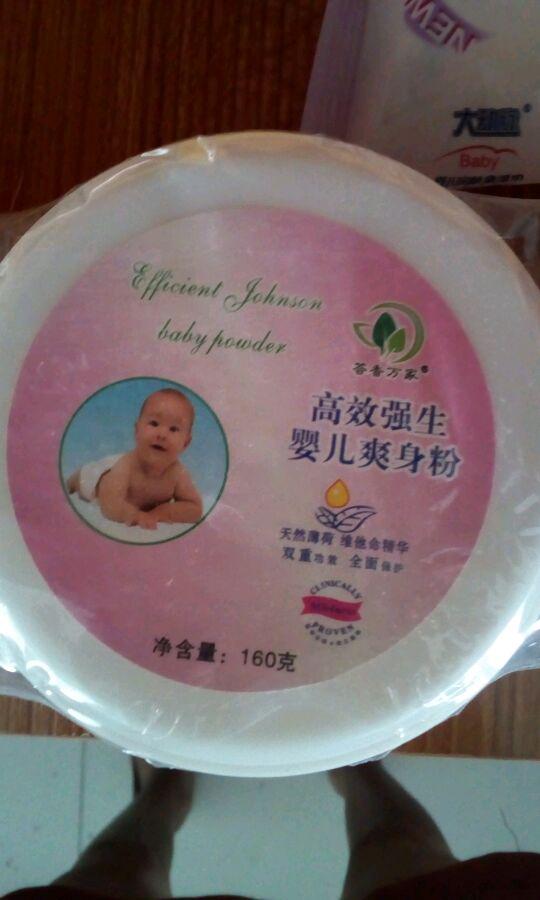 NEW
大
Baby
Efficient Johnson
baby powder
荟香万家®
高效强生
婴儿爽身粉
天然薄荷 维他命精华
双重功效 全面保护
CLINICALLY
Mildness
PROVEN
净含量：160克